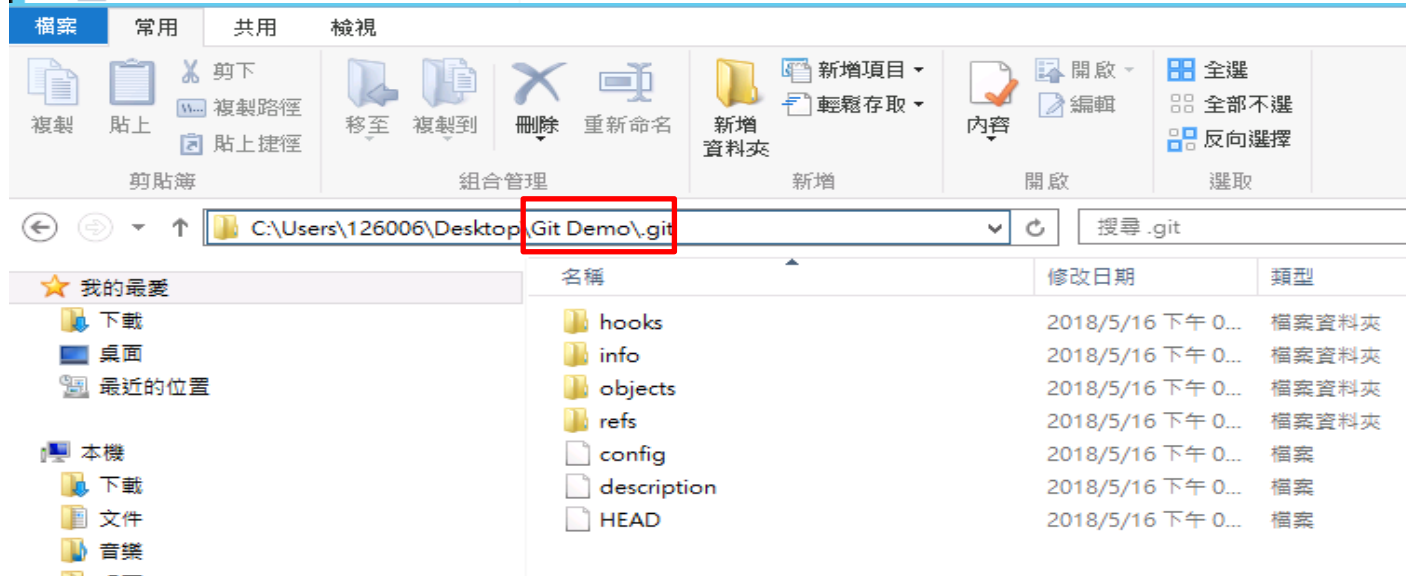 檔案 常用 共用 檢視
複製 貼上 剪下 複製路徑 貼上捷徑
移至 複製到 刪除 重新命名
新增資料夾 新增項目 輕鬆存取
內容 開啟 編輯
全選 全部不選 反向選擇
剪貼簿 組合管理 新增 開啟 選取
C:\Users\126006\Desktop\Git Demo\.git 搜尋 .git
名稱 修改日期 類型
我的最愛
下載
桌面
最近的位置
本機
下載
文件
音樂
hooks 2018/5/16 下午 0... 檔案資料夾
info 2018/5/16 下午 0... 檔案資料夾
objects 2018/5/16 下午 0... 檔案資料夾
refs 2018/5/16 下午 0... 檔案資料夾
config 2018/5/16 下午 0... 檔案
description 2018/5/16 下午 0... 檔案
HEAD 2018/5/16 下午 0... 檔案